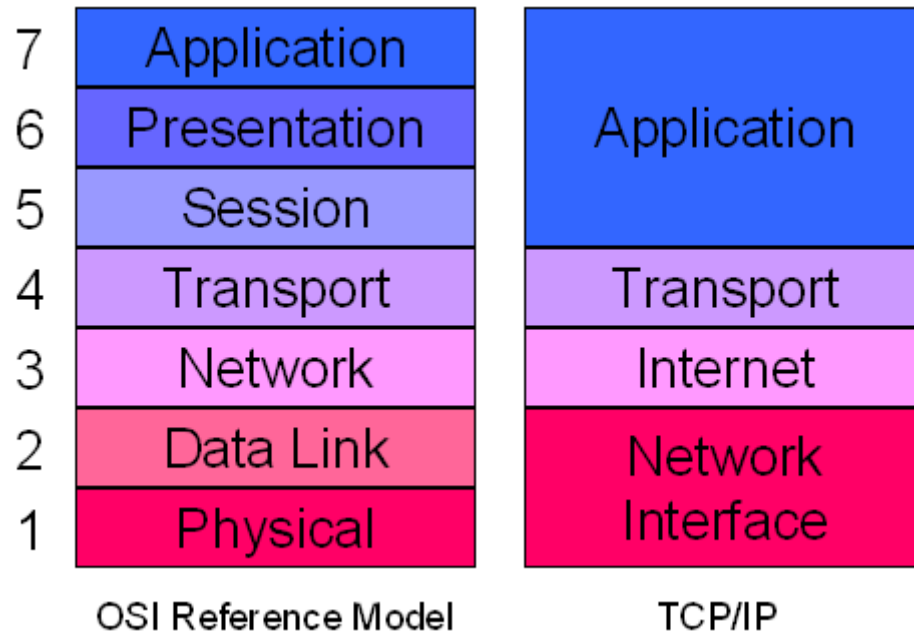 7 Application
6 Presentation
5 Session
4 Transport
3 Network
2 Data Link
1 Physical
OSI Reference Model
Application
Transport
Internet
Network
Interface
TCP/IP